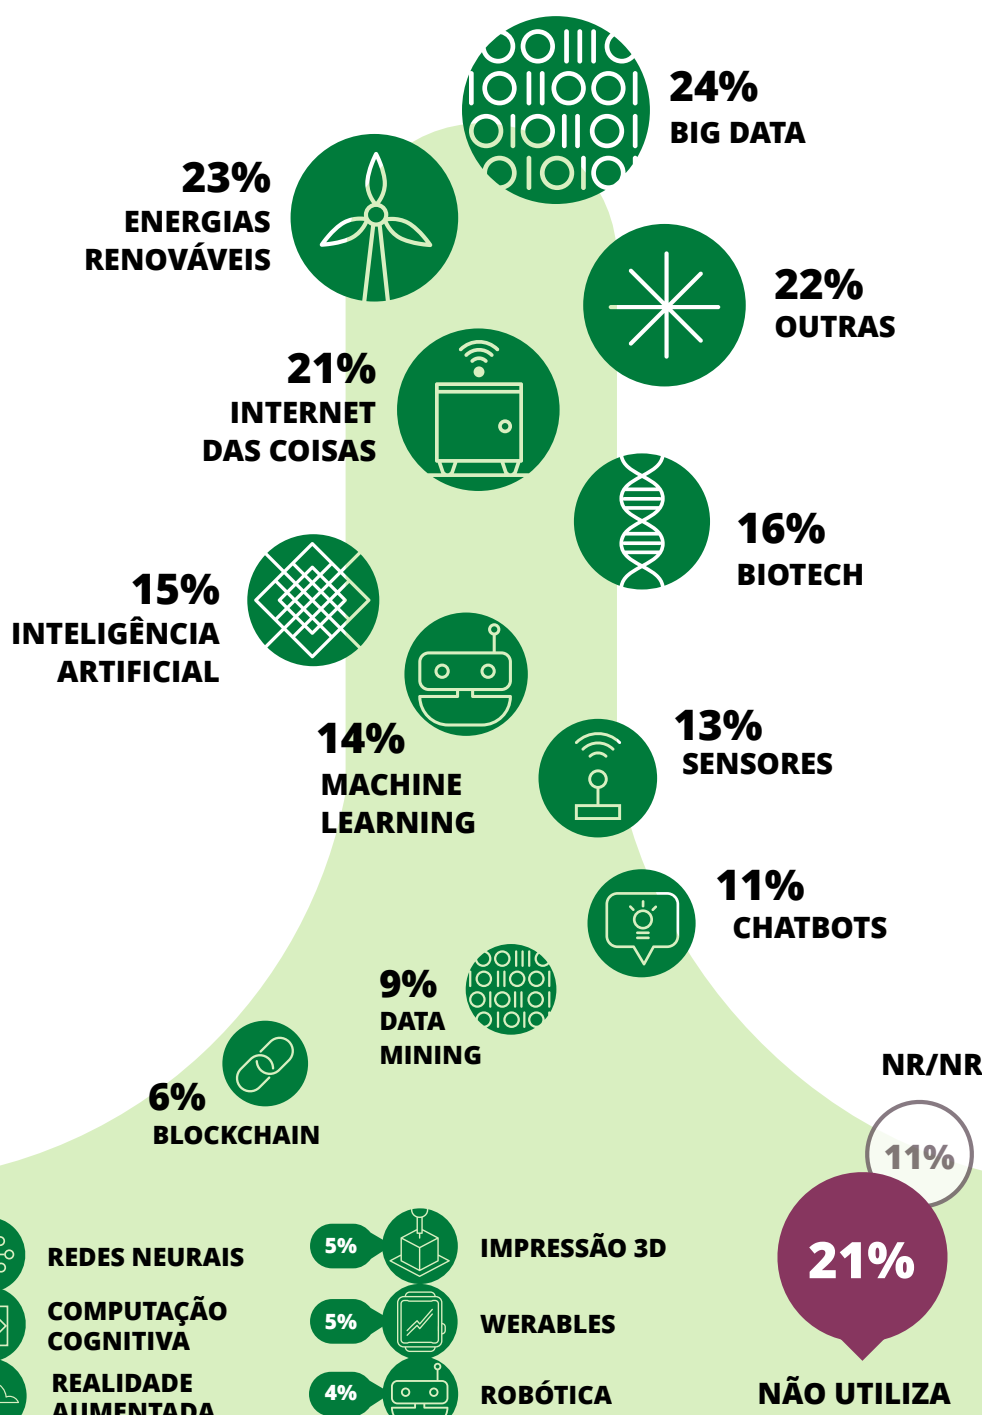 24%
BIG DATA
23%
ENERGIAS
RENOVÁVEIS
22%
OUTRAS
21%
INTERNET
DAS COISAS
16%
BIOTECH
15%
INTELIGÊNCIA
ARTIFICIAL
14%
MACHINE
LEARNING
13%
SENSORES
11%
CHATBOTS
9%
DATA
MINING
6%
BLOCKCHAIN
NR/NR
11%
21%
NÃO UTILIZA
REDES NEURAIS
COMPUTAÇÃO
COGNITIVA
REALIDADE
AUMENTADA
5%
IMPRESSÃO 3D
5%
WERABLES
4%
ROBÓTICA